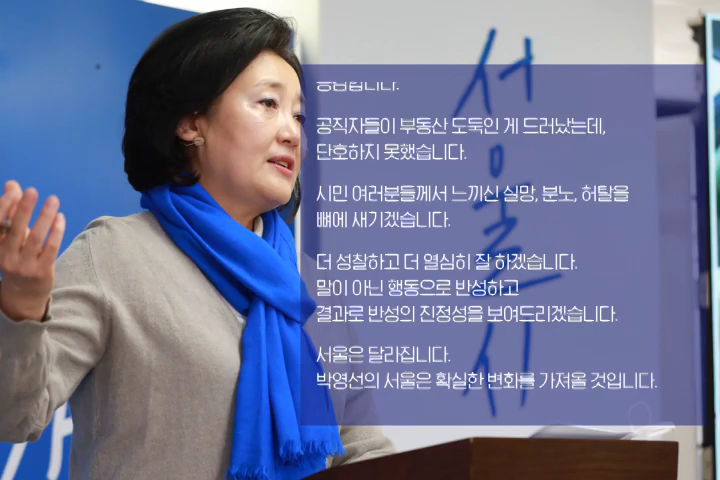 공직자들이 부동산 도둑인 게 드러났는데,
단호하지 못했습니다.
시민 여러분들께서 느끼신 실망, 분노, 허탈을
뼈에 새기겠습니다.
더 성찰하고 더 열심히 잘 하겠습니다.
말이 아닌 행동으로 반성하고
결과로 반성의 진정성을 보여드리겠습니다.
서울은 달라집니다.
박영선의 서울은 확실한 변화를 가져올 것입니다.
서울시